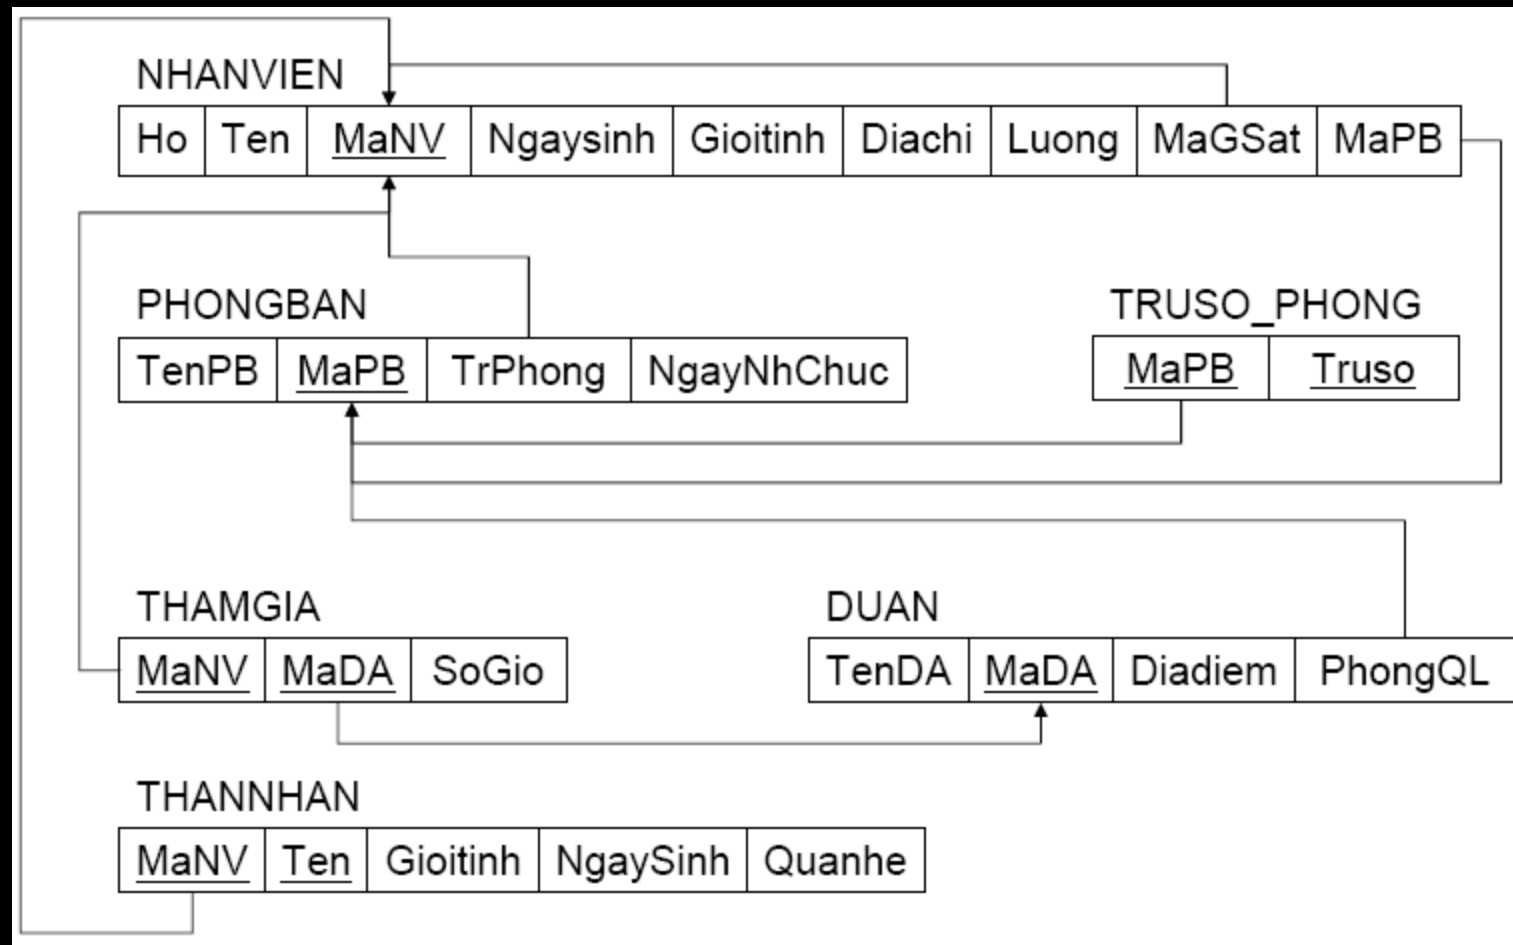 NHANVIEN
Ho Ten MaNV Ngaysinh Gioitinh Diachi Luong MaGSat MaPB
PHONGBAN
TenPB MaPB TrPhong NgayNhChuc
TRUSO_PHONG
MaPB Truso
THAMGIA
MaNV MaDA SoGio
DUAN
TenDA MaDA Diadiem PhongQL
THANNHAN
MaNV Ten Gioitinh NgaySinh Quanhe